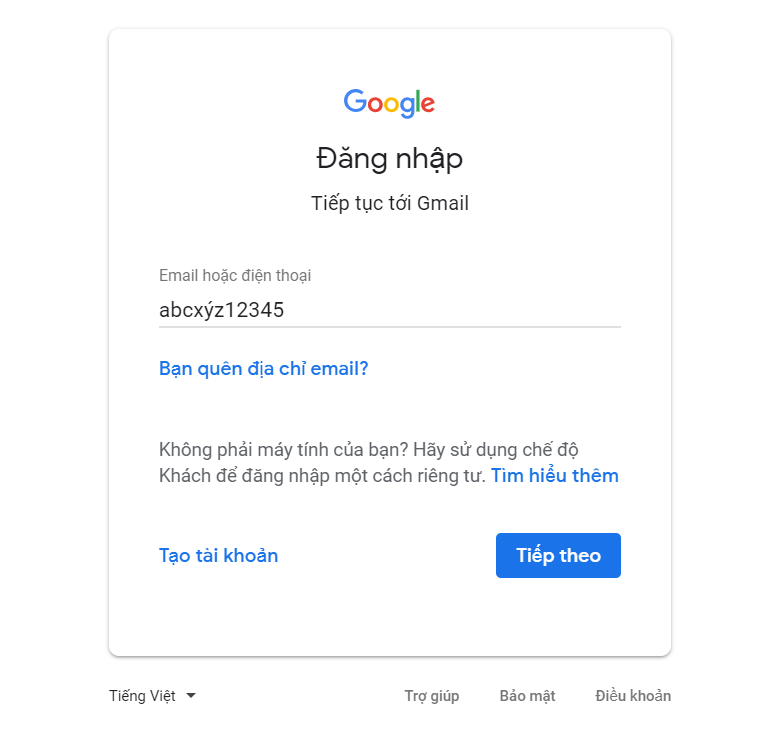 Google
Đăng nhập
Tiếp tục tới Gmail
Email hoặc điện thoại
abcxýz12345
Bạn quên địa chỉ email?
Không phải máy tính của bạn? Hãy sử dụng chế độ
Khách để đăng nhập một cách riêng tư. Tìm hiểu thêm
Tạo tài khoản
Tiếp theo
Tiếng Việt
Trợ giúp
Bảo mật
Điều khoản